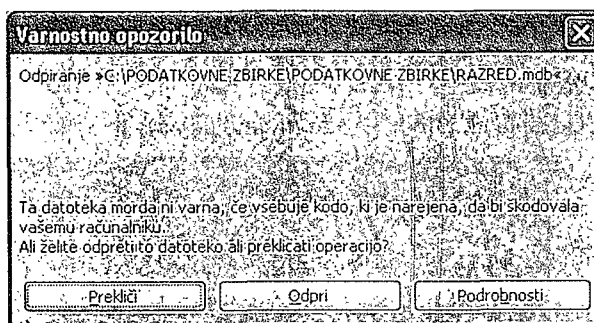 Varnostno opozorilo
Odpiranje »C:\PODATKOVNE ZBIRKE\PODATKOVNE ZBIRKE\RAZRED.mdb«
Ta datoteka morda ni varna, če vsebuje kodo, ki je narejena, da bi škodovala
vašemu računalniku.
Ali želite odpreti to datoteko ali preklicati operacijo?
Prekliči Odpri Podrobnosti